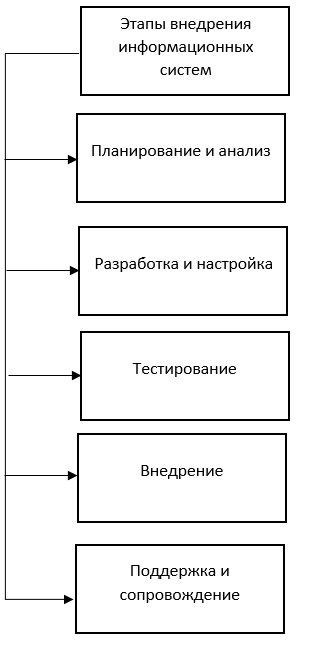 Этапы внедрения
информационных
систем
Планирование и анализ
Разработка и настройка
Тестирование
Внедрение
Поддержка и
сопровождение